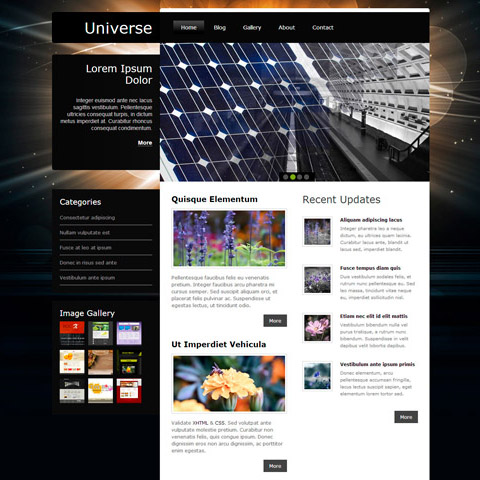 Universe
Home
Blog
Gallery
About
Contact
Lorem Ipsum
Dolor
Integer euismod ante nec lacus
sagittis vestibulum. Pellentesque
ultricies consequat turpis, in dictum
metus imperdiet at. Curabitur rhoncus
consequat condimentum.
More
Categories
Consectetur adipiscing
Nullam vulputate est
Fusce at leo at ipsum
Donec in risus sed ante
Vestibulum ante ipsum
Image Gallery
Quisque Elementum
Pellentesque faucibus felis eu venenatis
pretium. Integer faucibus arcu pharetra mi
cursus semper. Sed suscipit aliquam orci, et
placerat felis pulvinar ac. Suspendisse ut
egestas lectus, ut tincidunt odio.
More
Ut Imperdiet Vehicula
Validate XHTML & CSS. Sed volutpat ante
vulputate molestie pretium. Curabitur non
venenatis felis, quis congue ipsum. Donec
dignissim eros non arcu dignissim, ac porttitor
enim egestas.
More
Recent Updates
Aliquam adipiscing lacus
Integer pharetra leo a neque
dictum, eu ultrices quam lacinia.
Curabitur lacus ante, blandit ut
lacus sed, imperdiet blandit.
Fusce tempus diam quis
Duis vestibulum sodales felis, et
rutrum nunc pellentesque eu. Sed
leo massa, tincidunt vitae neque
eu, imperdiet sollicitudin nisl.
Etiam nec elit id elit mattis
Vestibulum bibendum nulla vel
purus tristique, et rutrum nunc
bibendum. Suspendisse in velit
dapibus velit lobortis dapibus.
Vestibulum ante ipsum primis
Donec elementum, arcu
pellentesque accumsan fringilla,
lacus lectus suscipit sapien, eget
elementum lorem tortor sed.
More